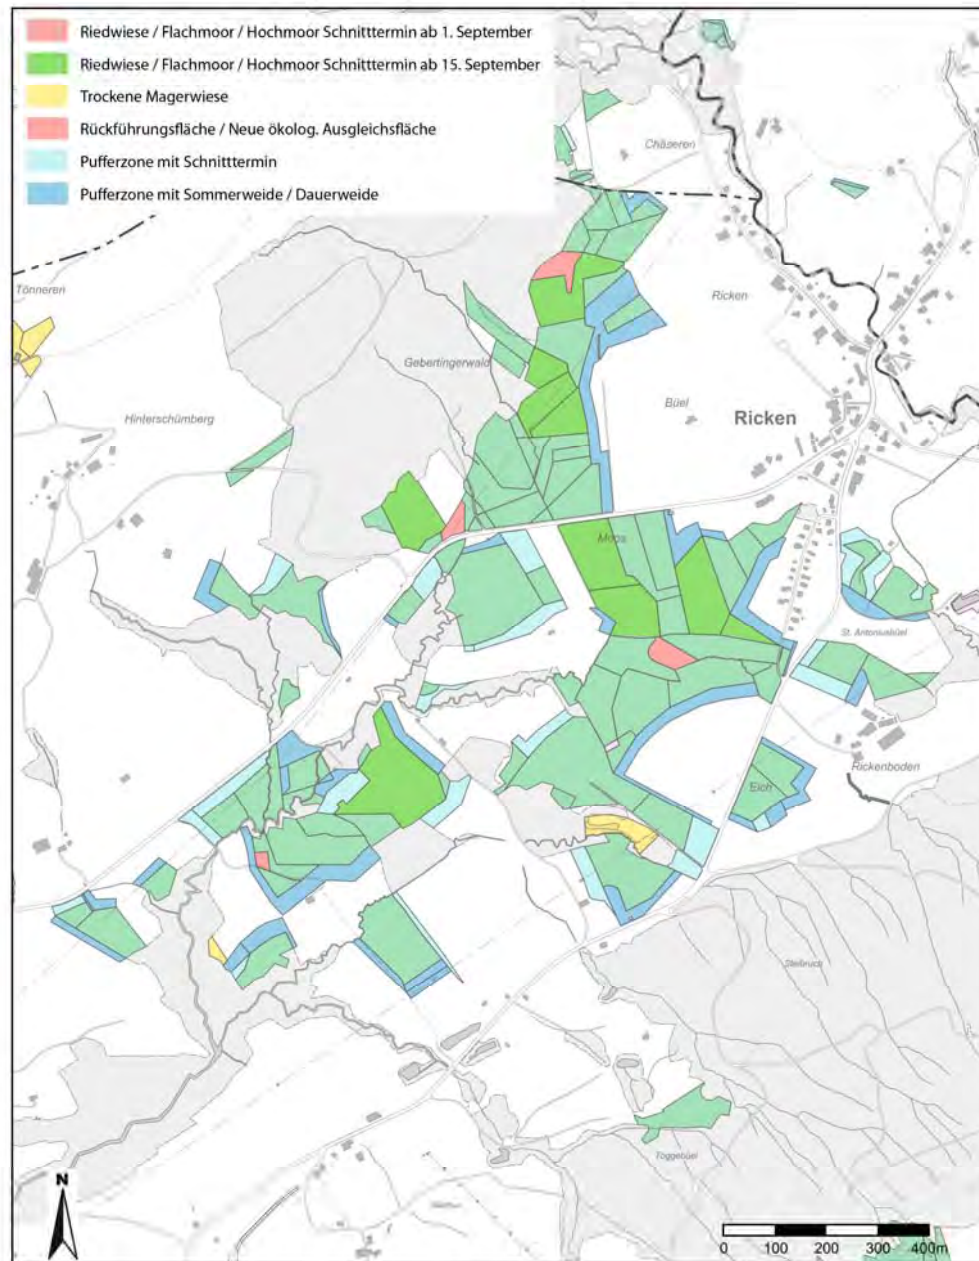 Riedwiese / Flachmoor / Hochmoor Schnitttermin ab 1. September
Riedwiese / Flachmoor / Hochmoor Schnitttermin ab 15. September
Trockene Magerwiese
Rückführungsfläche / Neue ökolog. Ausgleichsfläche
Pufferzone mit Schnitttermin
Pufferzone mit Sommerweide / Dauerweide
Chäseren
Tönneren
Ricken
Gebertingerwald
Büel
Ricken
Hinterschümberg
Moos
St. Antoniusbüel
Rickenboden
Eich
Steibruch
Toggebüel
N
0 100 200 300 400m